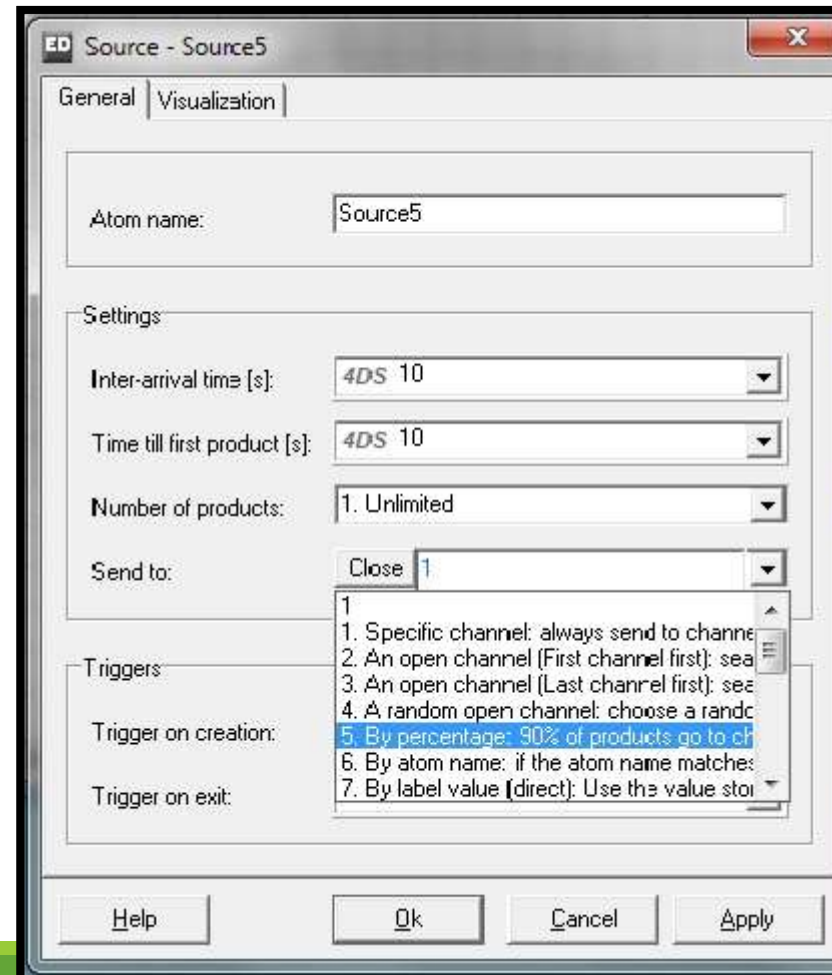 ED Source - Source5
General Visualization
Atom name: Source5
Settings
Inter-arrival time [s]: 4DS 10
Time till first product [s]: 4DS 10
Number of products: 1. Unlimited
Send to: Close 1
1
1. Specific channel: always send to channe
2. An open channel (First channel first): sea
3. An open channel (Last channel first): sea
4. A random open channel: choose a rando
5. By percentage: 90% of products go to ch
6. By atom name: if the atom name matches
7. By label value (direct): Use the value stor
Triggers
Trigger on creation:
Trigger on exit:
Help Ok Cancel Apply